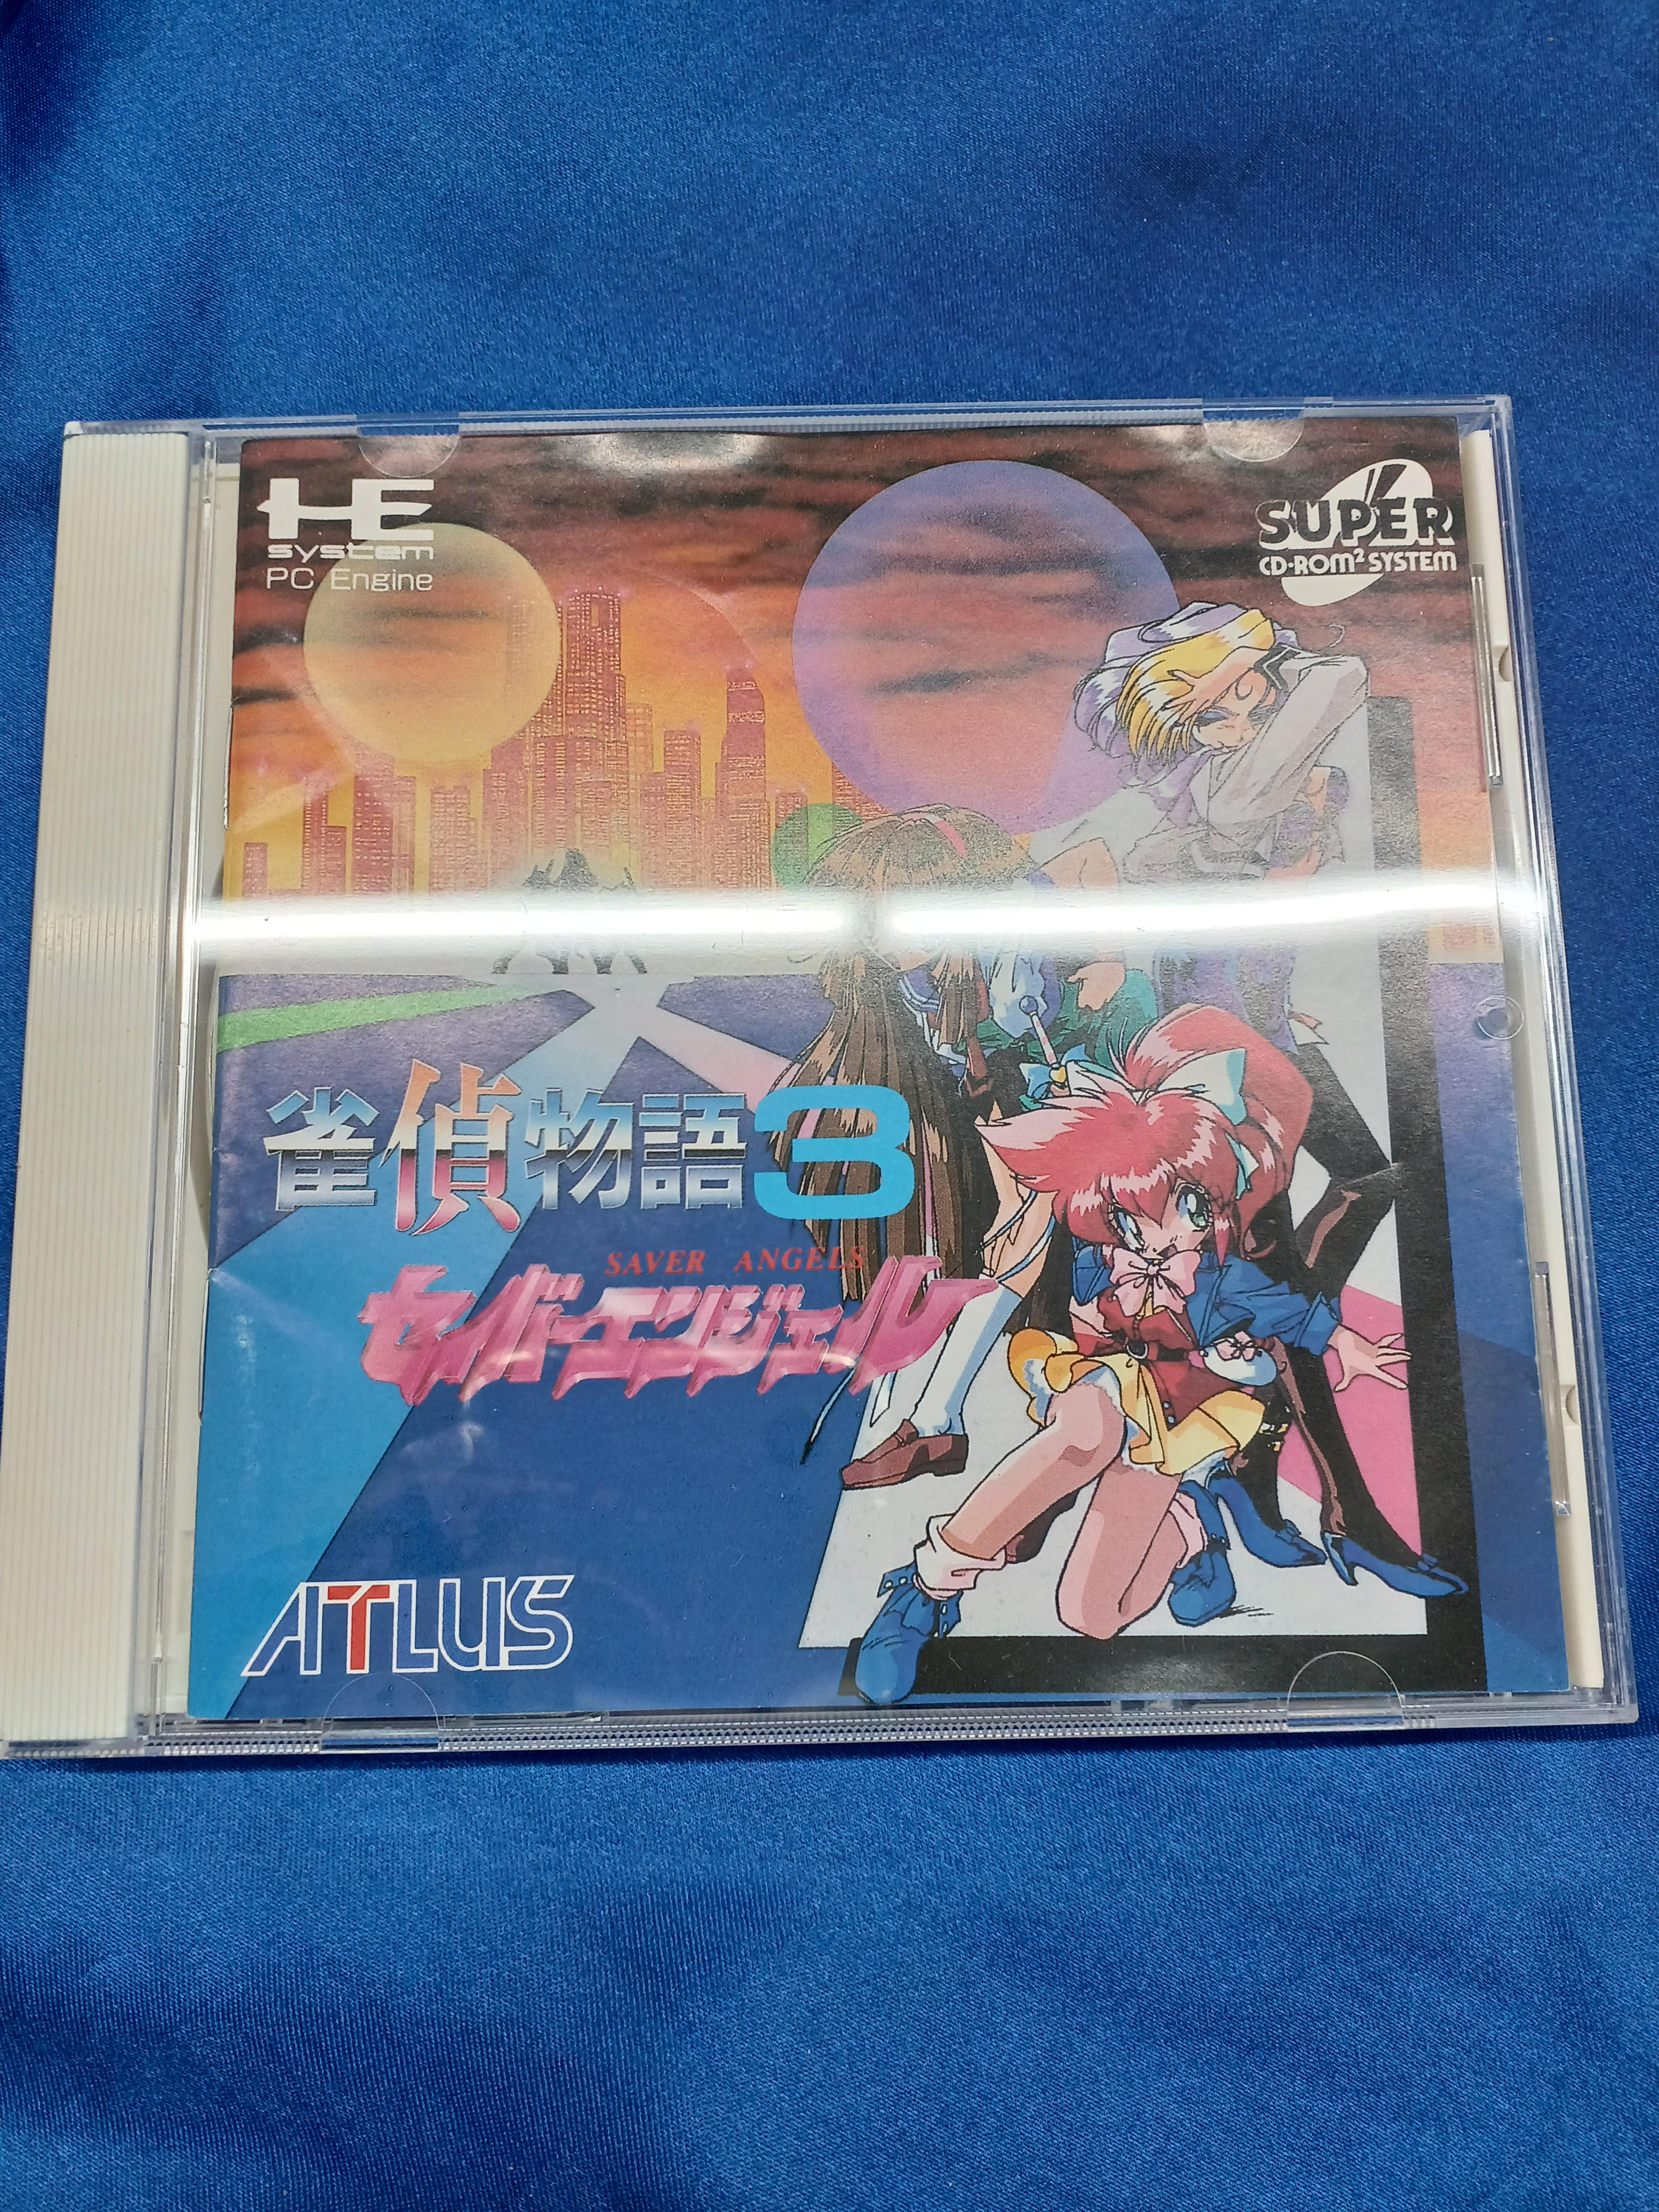 HE
system
PC Engine
SUPER
CD-ROM² SYSTEM
雀偵物語3
SAVER ANGELS
セイバーエンジェル
ATLUS